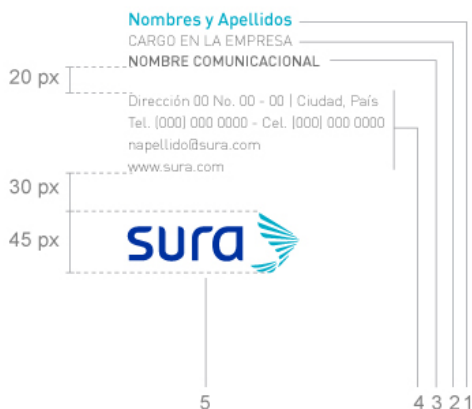 Nombres y Apellidos
CARGO EN LA EMPRESA
NOMBRE COMUNICACIONAL
20 px
Dirección 00 No. 00 - 00 | Ciudad, País
Tel. (000) 000 0000 - Cel. (000) 000 0000
napellido@sura.com
www.sura.com
30 px
45 px
sura
5 4 3 2 1